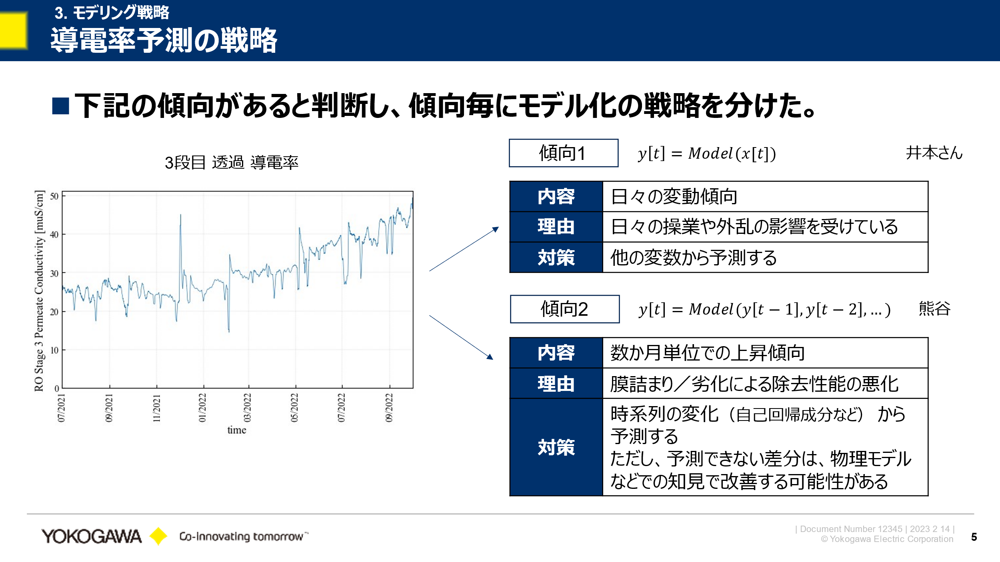 3. モデリング戦略
導電率予測の戦略
■下記の傾向があると判断し、傾向毎にモデル化の戦略を分けた。
3段目 透過 導電率
RO Stage 3 Permeate Conductivity [muS/cm]
50
40
30
20
10
0
07/2021
09/2021
11/2021
01/2022
03/2022
05/2022
07/2022
09/2022
time
傾向1
y[t] = Model(x[t])
井本さん
内容 日々の変動傾向
理由 日々の操業や外乱の影響を受けている
対策 他の変数から予測する
傾向2
y[t] = Model(y[t − 1], y[t − 2], … )
熊谷
内容 数か月単位での上昇傾向
理由 膜詰まり／劣化による除去性能の悪化
対策
時系列の変化（自己回帰成分など） から
予測する
ただし、予測できない差分は、物理モデル
などでの知見で改善する可能性がある
YOKOGAWA
Co-innovating tomorrow™
| Document Number 12345 | 2023 2 14 |
© Yokogawa Electric Corporation
5